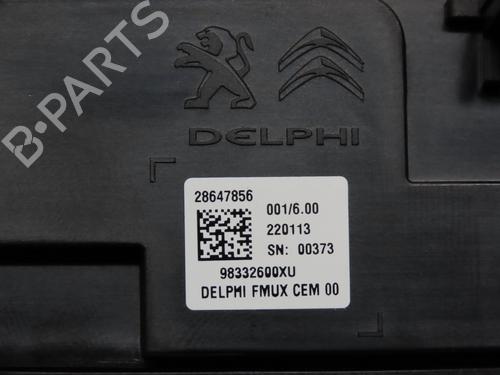 B-PARTS
DELPHI
28647856
001/6.00
220113
SN: 00373
98332600XU
DELPHI FMUX CEM 00